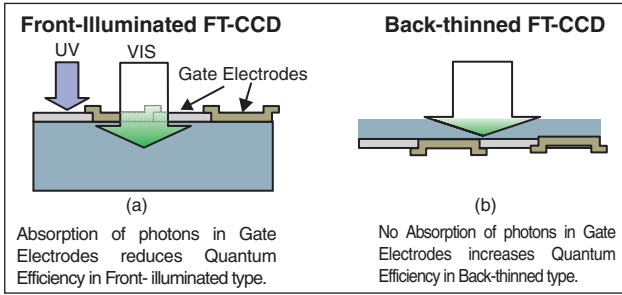 Front-Illuminated FT-CCD
UV
VIS
Gate Electrodes
(a)
Absorption of photons in Gate
Electrodes reduces Quantum
Efficiency in Front- illuminated type.
Back-thinned FT-CCD
(b)
No Absorption of photons in Gate
Electrodes increases Quantum
Efficiency in Back-thinned type.